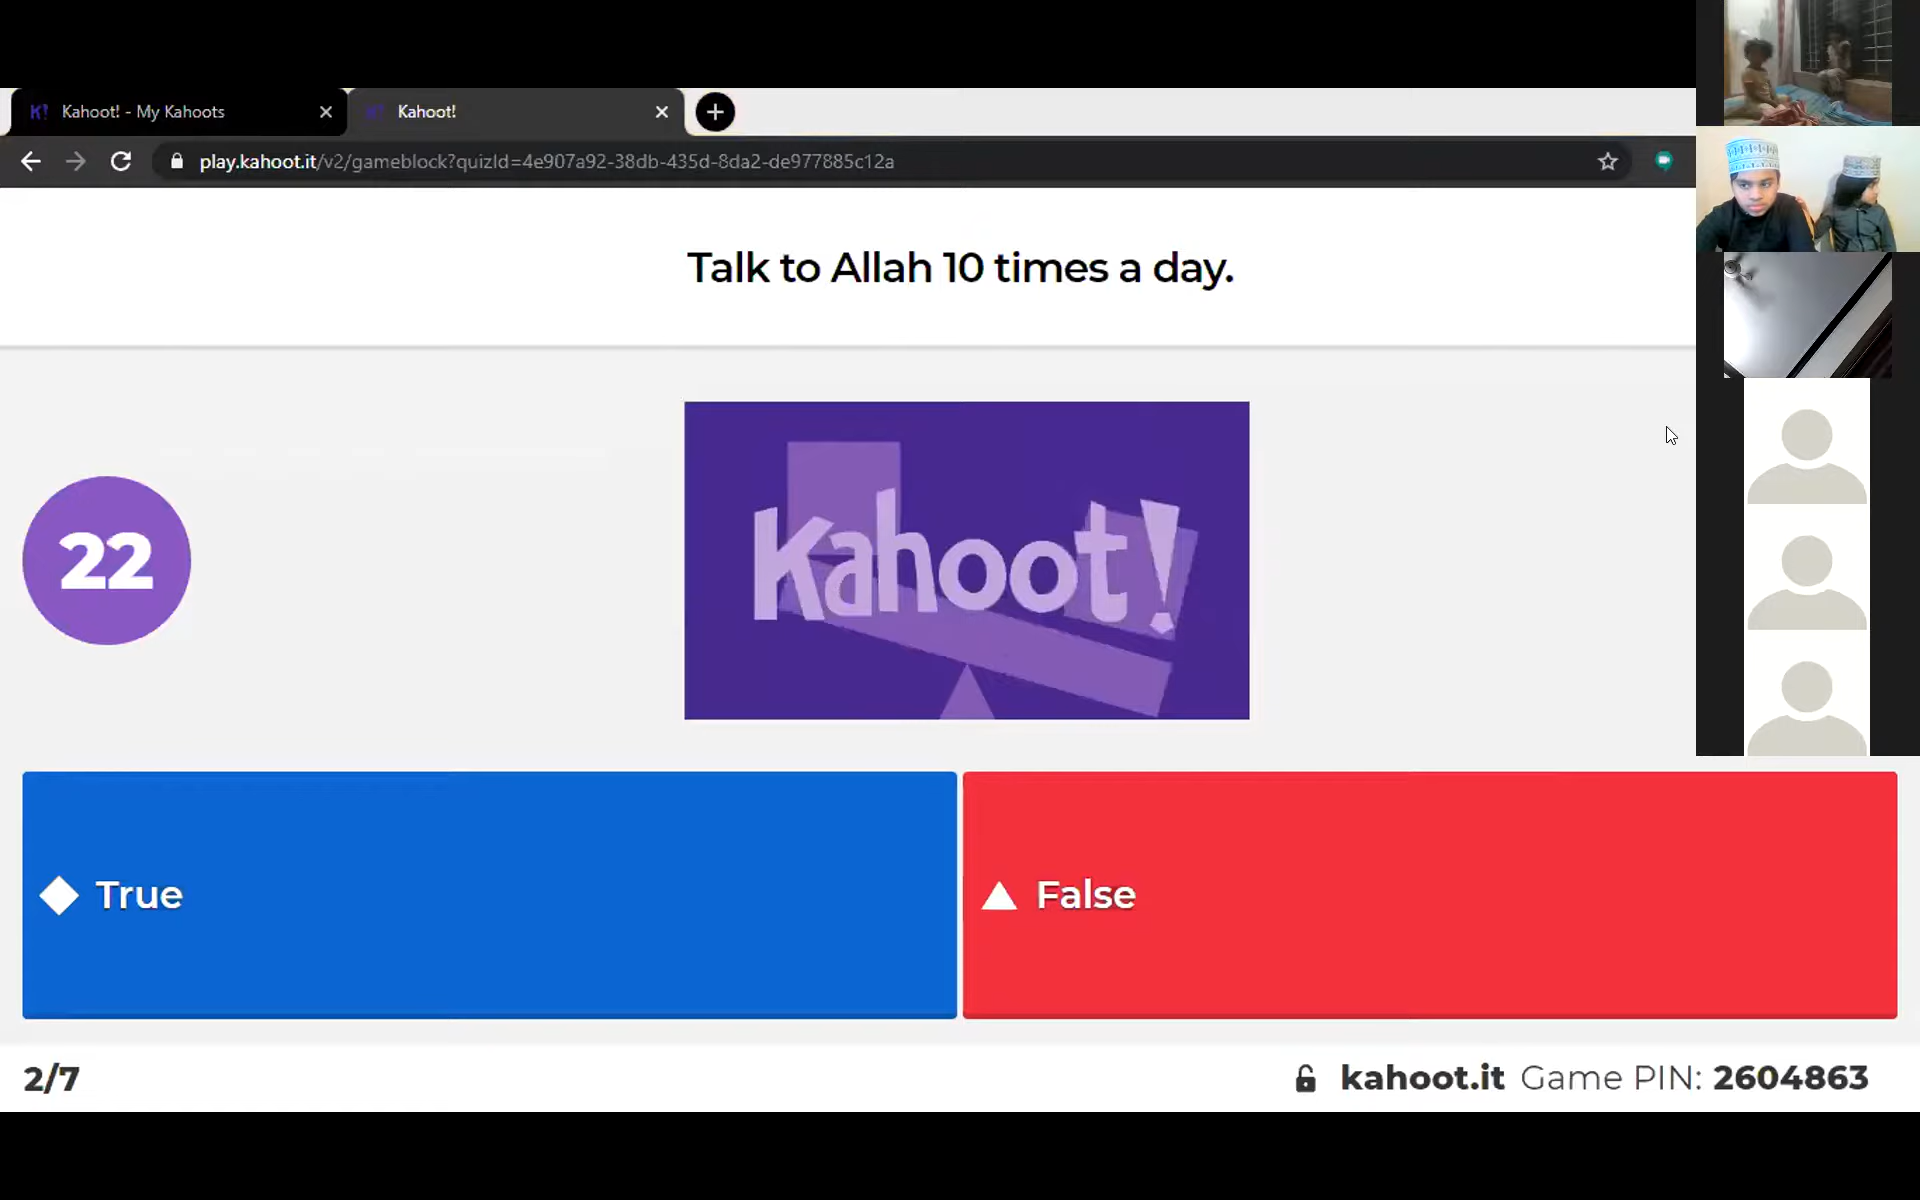 Kahoot! - My Kahoots
Kahoot!
play.kahoot.it/v2/gameblock?quizId=4e907a92-38db-435d-8da2-de977885c12a
Talk to Allah 10 times a day.
22
Kahoot!
True
False
2/7
kahoot.it Game PIN: 2604863